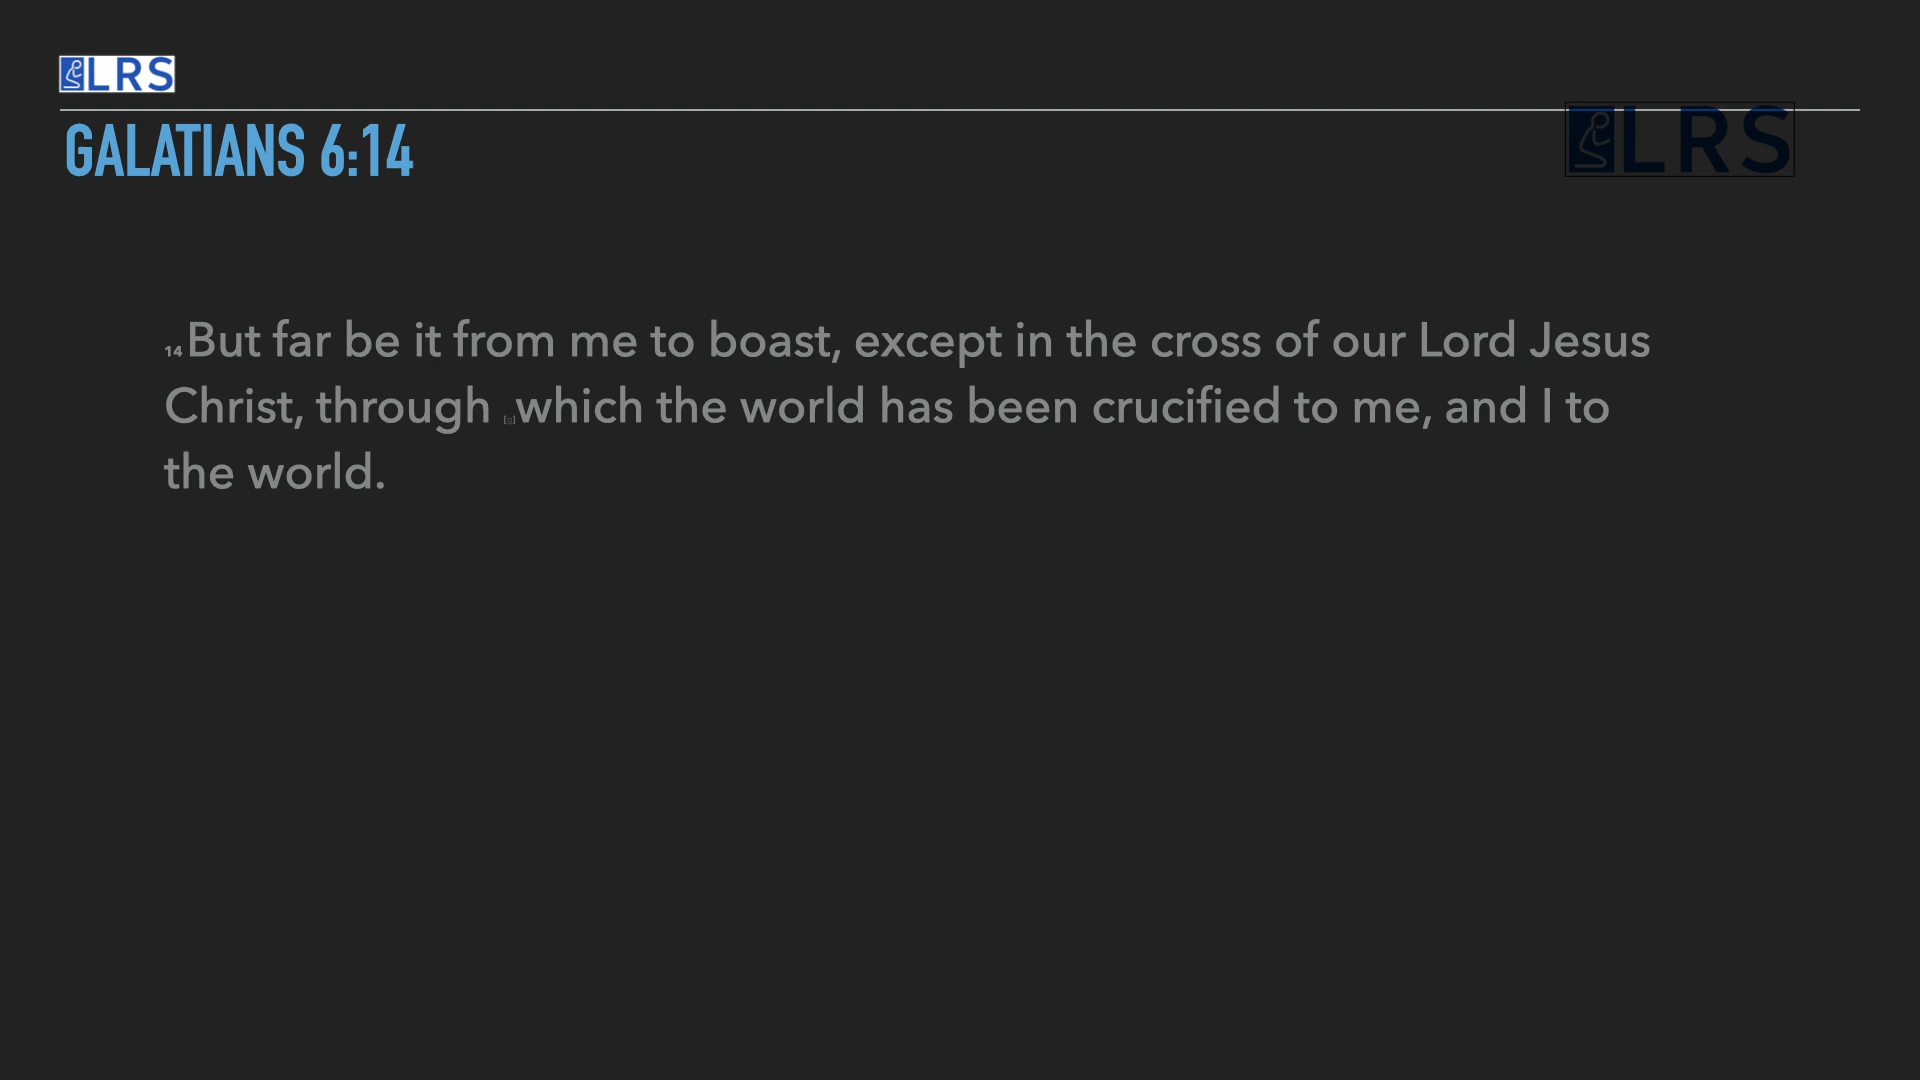 LRS
LRS
GALATIANS 6:14
14 But far be it from me to boast, except in the cross of our Lord Jesus
Christ, through [g]which the world has been crucified to me, and I to
the world.